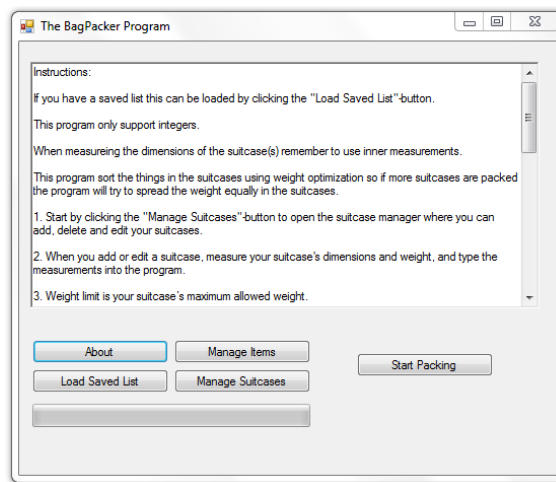 The BagPacker Program
Instructions:
If you have a saved list this can be loaded by clicking the "Load Saved List"-button.
This program only support integers.
When measureing the dimensions of the suitcase(s) remember to use inner measurements.
This program sort the things in the suitcases using weight optimization so if more suitcases are packed
the program will try to spread the weight equally in the suitcases.
1. Start by clicking the "Manage Suitcases"-button to open the suitcase manager where you can
add, delete and edit your suitcases.
2. When you add or edit a suitcase, measure your suitcase's dimensions and weight, and type the
measurements into the program.
3. Weight limit is your suitcase's maximum allowed weight.
About
Manage Items
Start Packing
Load Saved List
Manage Suitcases